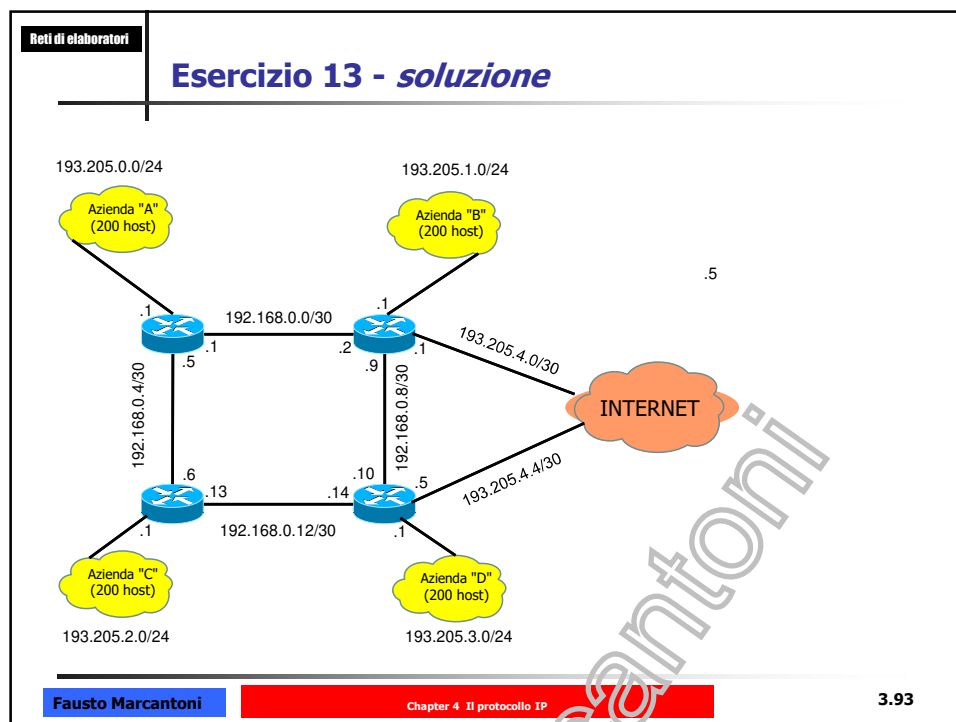 Reti di elaboratori
Esercizio 13 - soluzione
193.205.0.0/24
193.205.1.0/24
Azienda "A"
(200 host)
Azienda "B"
(200 host)
.5
.1
.1
192.168.0.0/30
.1
.2
.1
.5
.9
193.205.4.0/30
192.168.0.4/30
192.168.0.8/30
INTERNET
.6
.10
.5
.13
.14
193.205.4.4/30
.1
192.168.0.12/30
.1
Azienda "C"
(200 host)
Azienda "D"
(200 host)
193.205.2.0/24
193.205.3.0/24
Fausto Marcantoni
Chapter 4 Il protocollo IP
3.93
cantoni